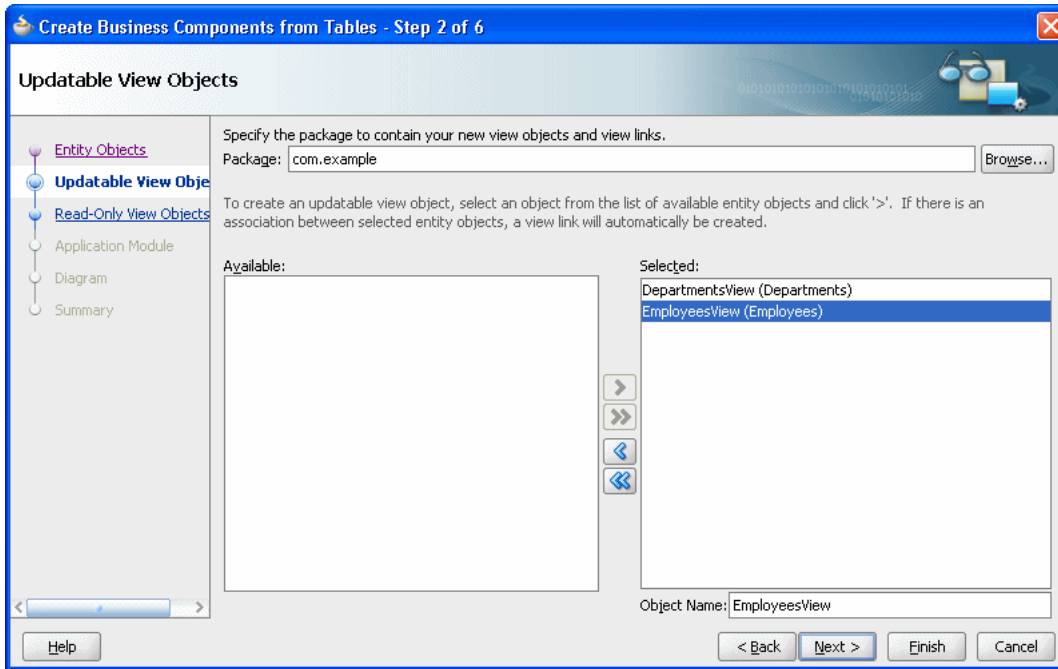 Create Business Components from Tables - Step 2 of 6
Updatable View Objects
Entity Objects
Updatable View Obje
Read-Only View Objects
Application Module
Diagram
Summary
Specify the package to contain your new view objects and view links.
Package: com.example Browse...
To create an updatable view object, select an object from the list of available entity objects and click '>'. If there is an
association between selected entity objects, a view link will automatically be created.
Available:
Selected:
DepartmentsView (Departments)
EmployeesView (Employees)
Object Name: EmployeesView
Help < Back Next > Finish Cancel